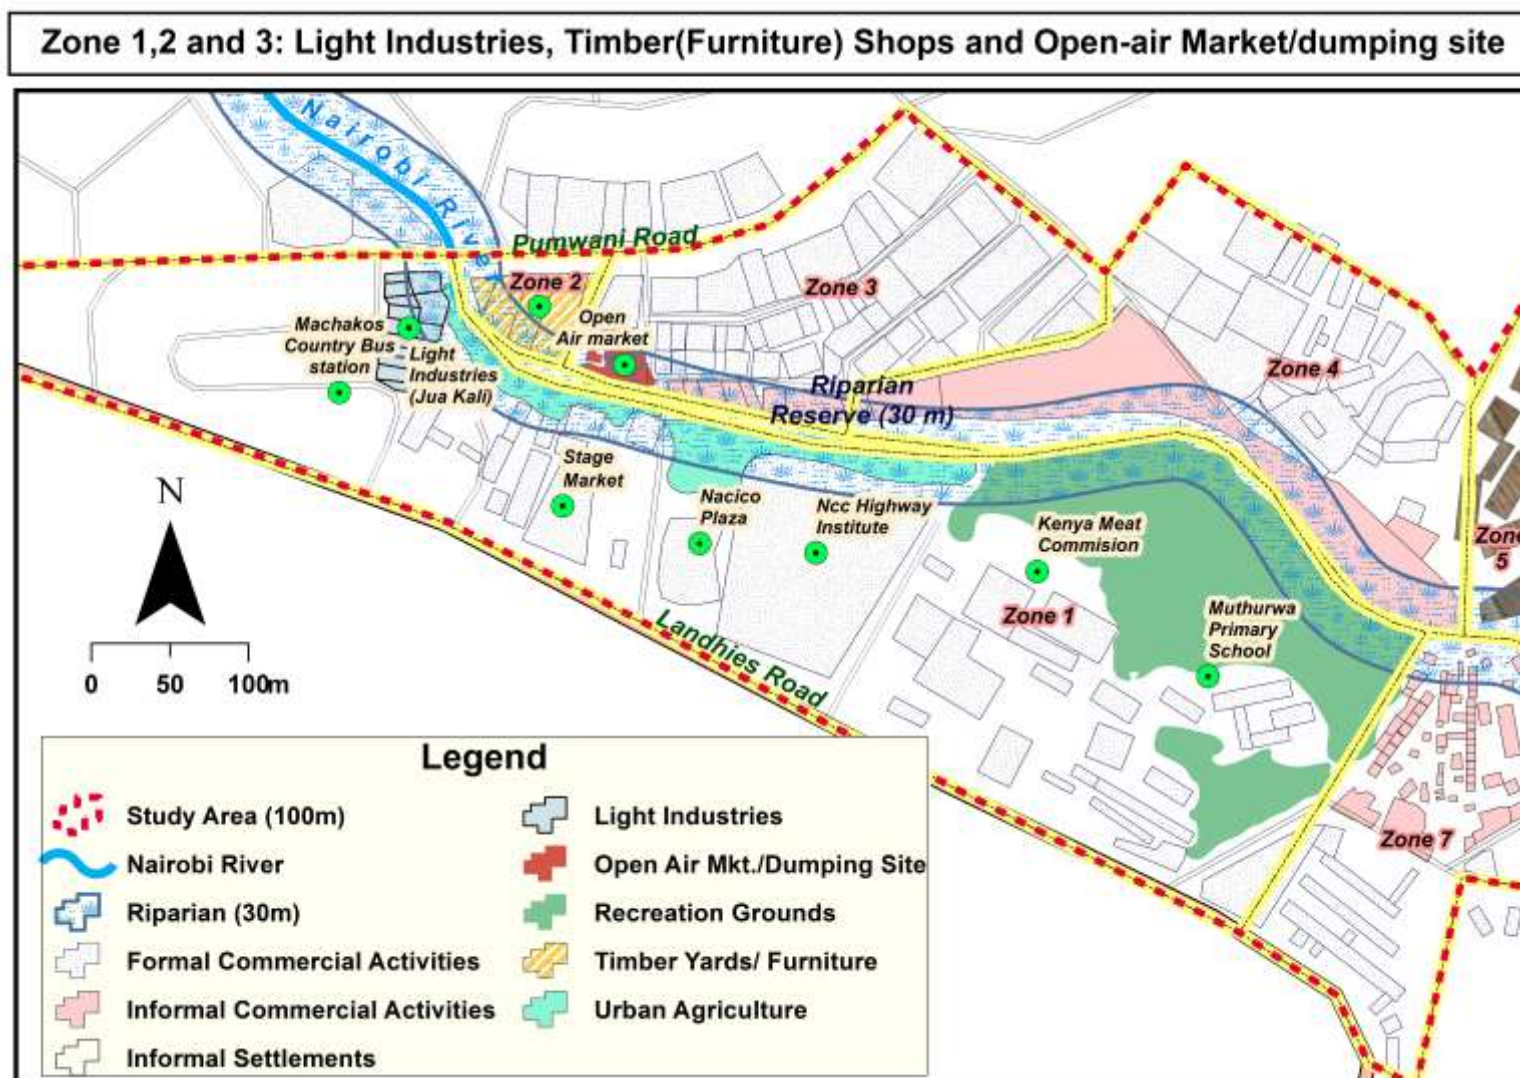 Zone 1,2 and 3: Light Industries, Timber(Furniture) Shops and Open-air Market/dumping site
Nairobi River
Pumwani Road
Zone 2
Zone 3
Open
Air market
Machakos
Country Bus
station
Light
Industries
(Jua Kali)
Riparian
Reserve (30 m)
Zone 4
Stage
Market
Nacico
Plaza
Ncc Highway
Institute
Kenya Meat
Commision
Zone
5
N
Zone 1
Muthurwa
Primary
School
Landhies Road
0 50 100m
Zone 7
Legend
Study Area (100m)
Nairobi River
Riparian (30m)
Formal Commercial Activities
Informal Commercial Activities
Informal Settlements
Light Industries
Open Air Mkt./Dumping Site
Recreation Grounds
Timber Yards/ Furniture
Urban Agriculture